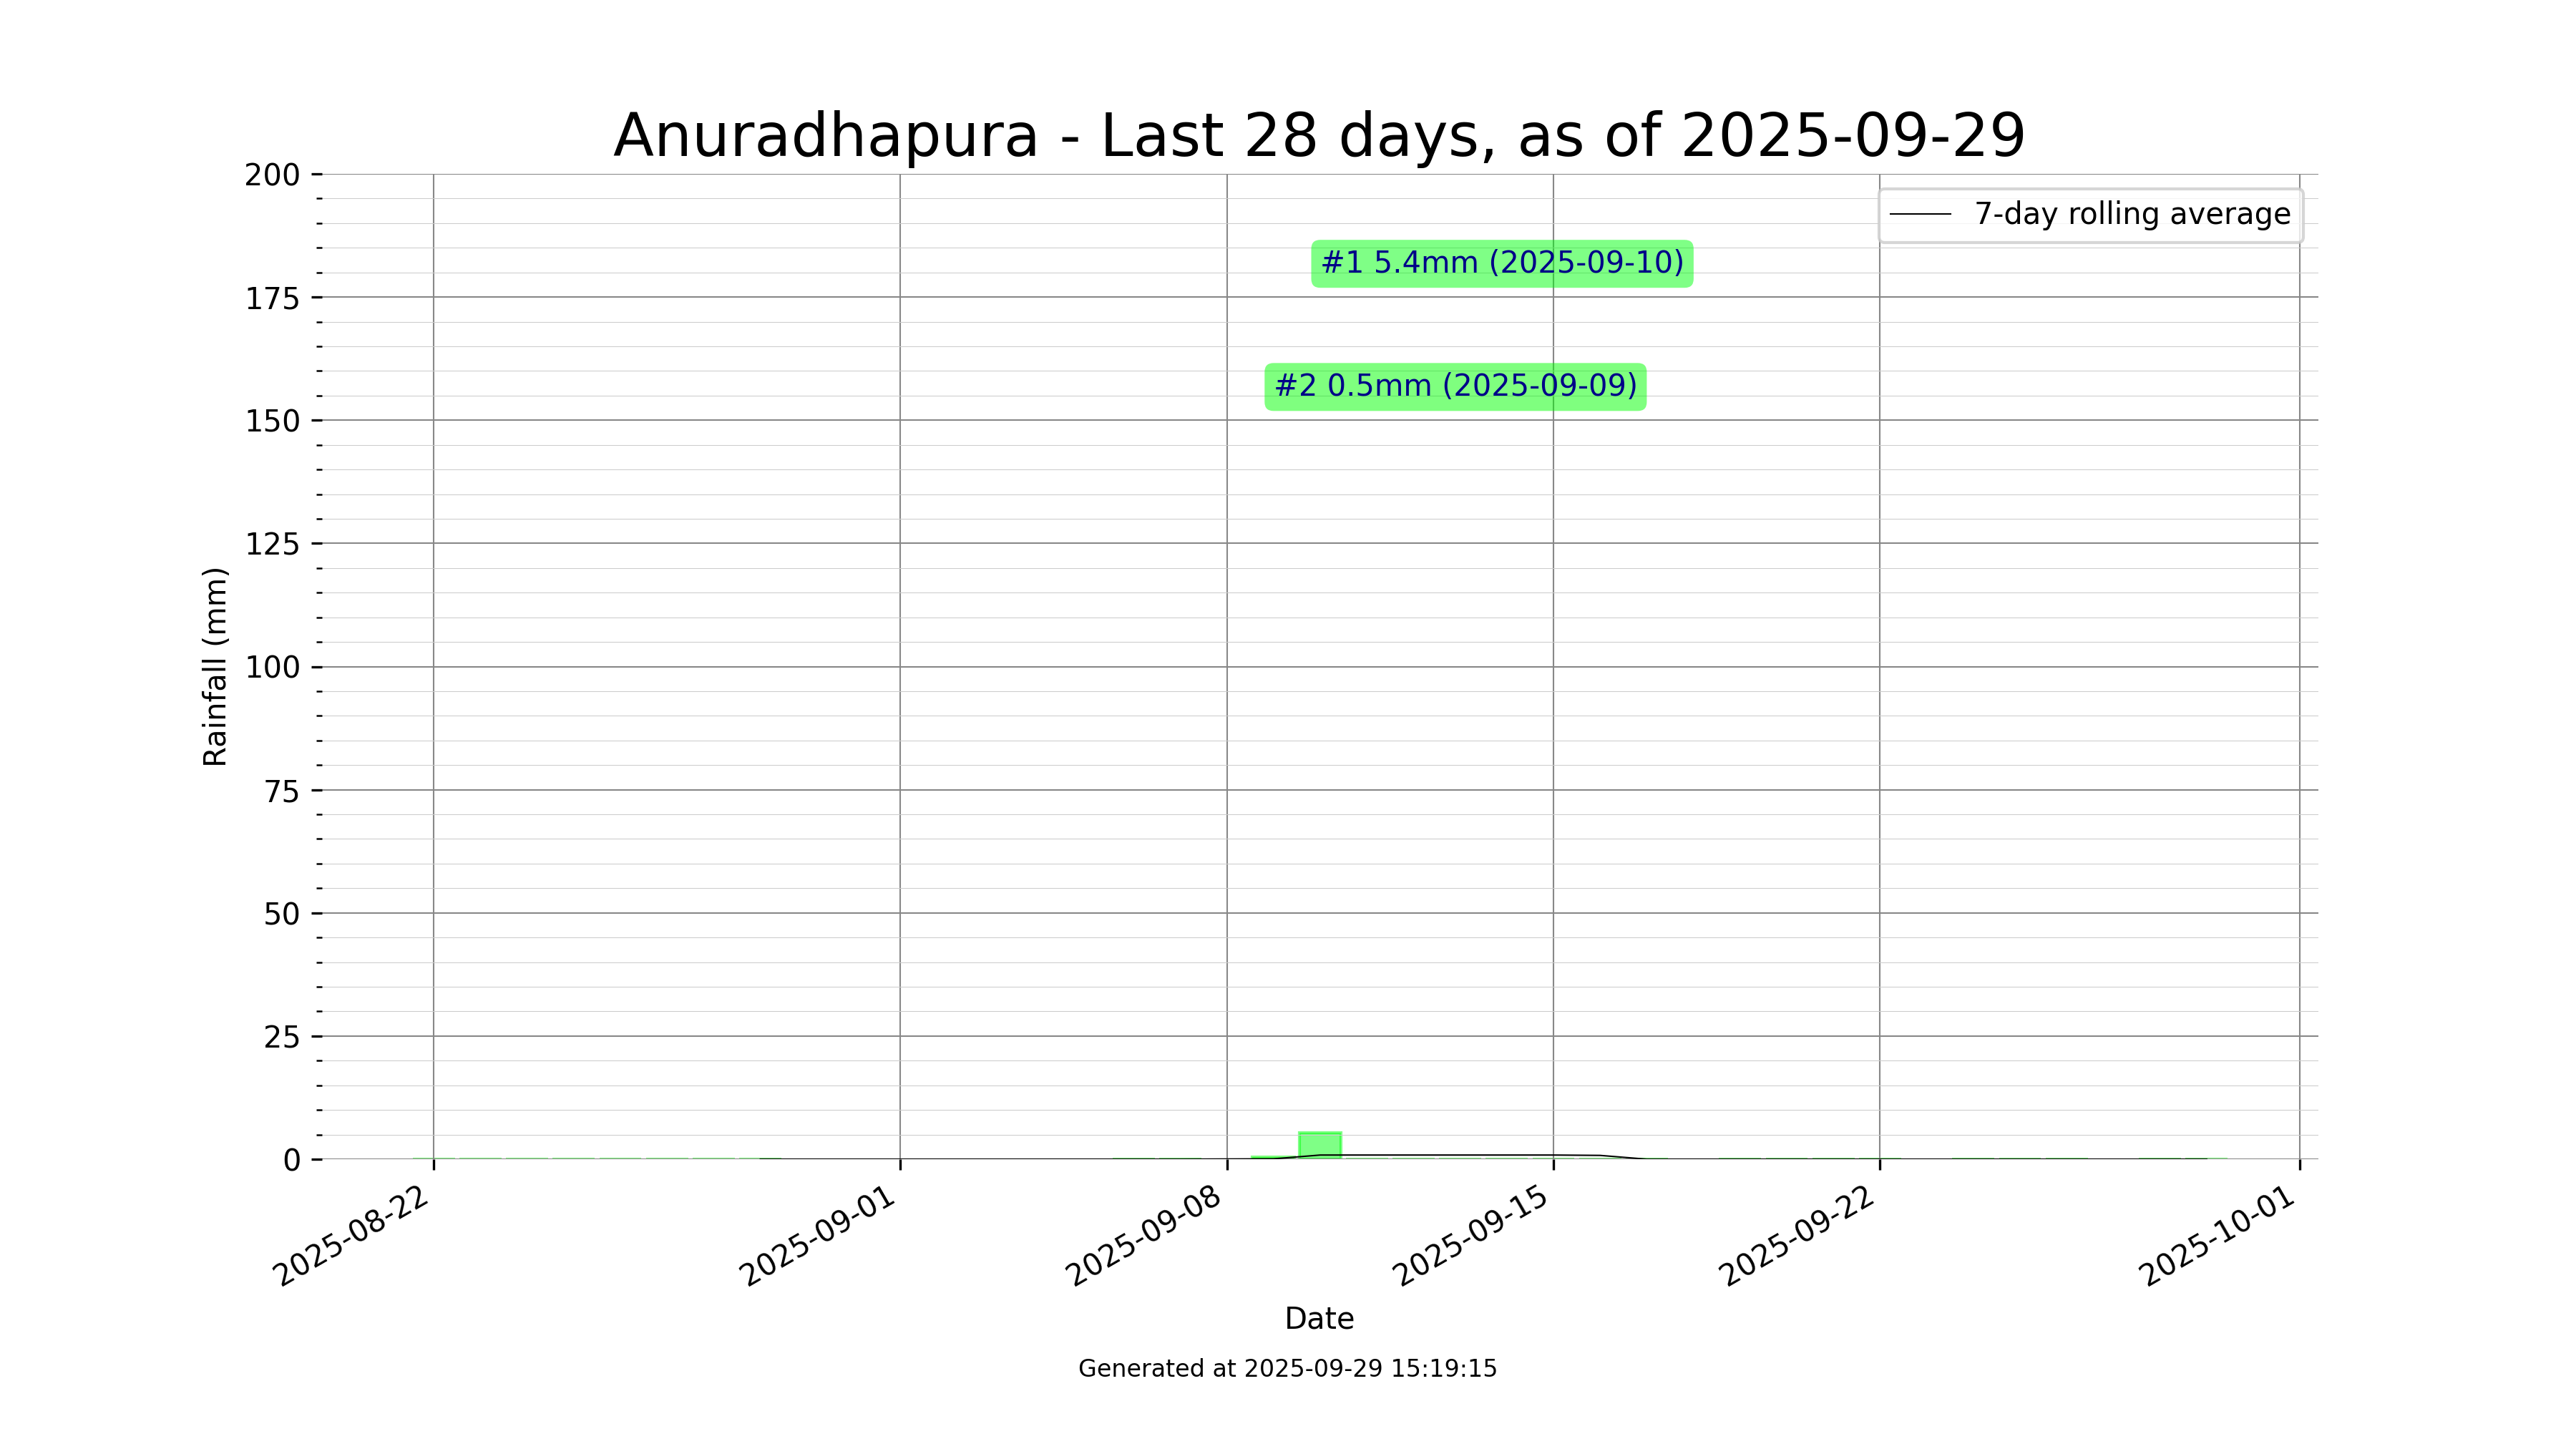 Anuradhapura - Last 28 days, as of 2025-09-29
200
175
150
125
100
75
50
25
0
Rainfall (mm)
7-day rolling average
#1 5.4mm (2025-09-10)
#2 0.5mm (2025-09-09)
2025-08-22
2025-09-01
2025-09-08
2025-09-15
2025-09-22
2025-10-01
Date
Generated at 2025-09-29 15:19:15